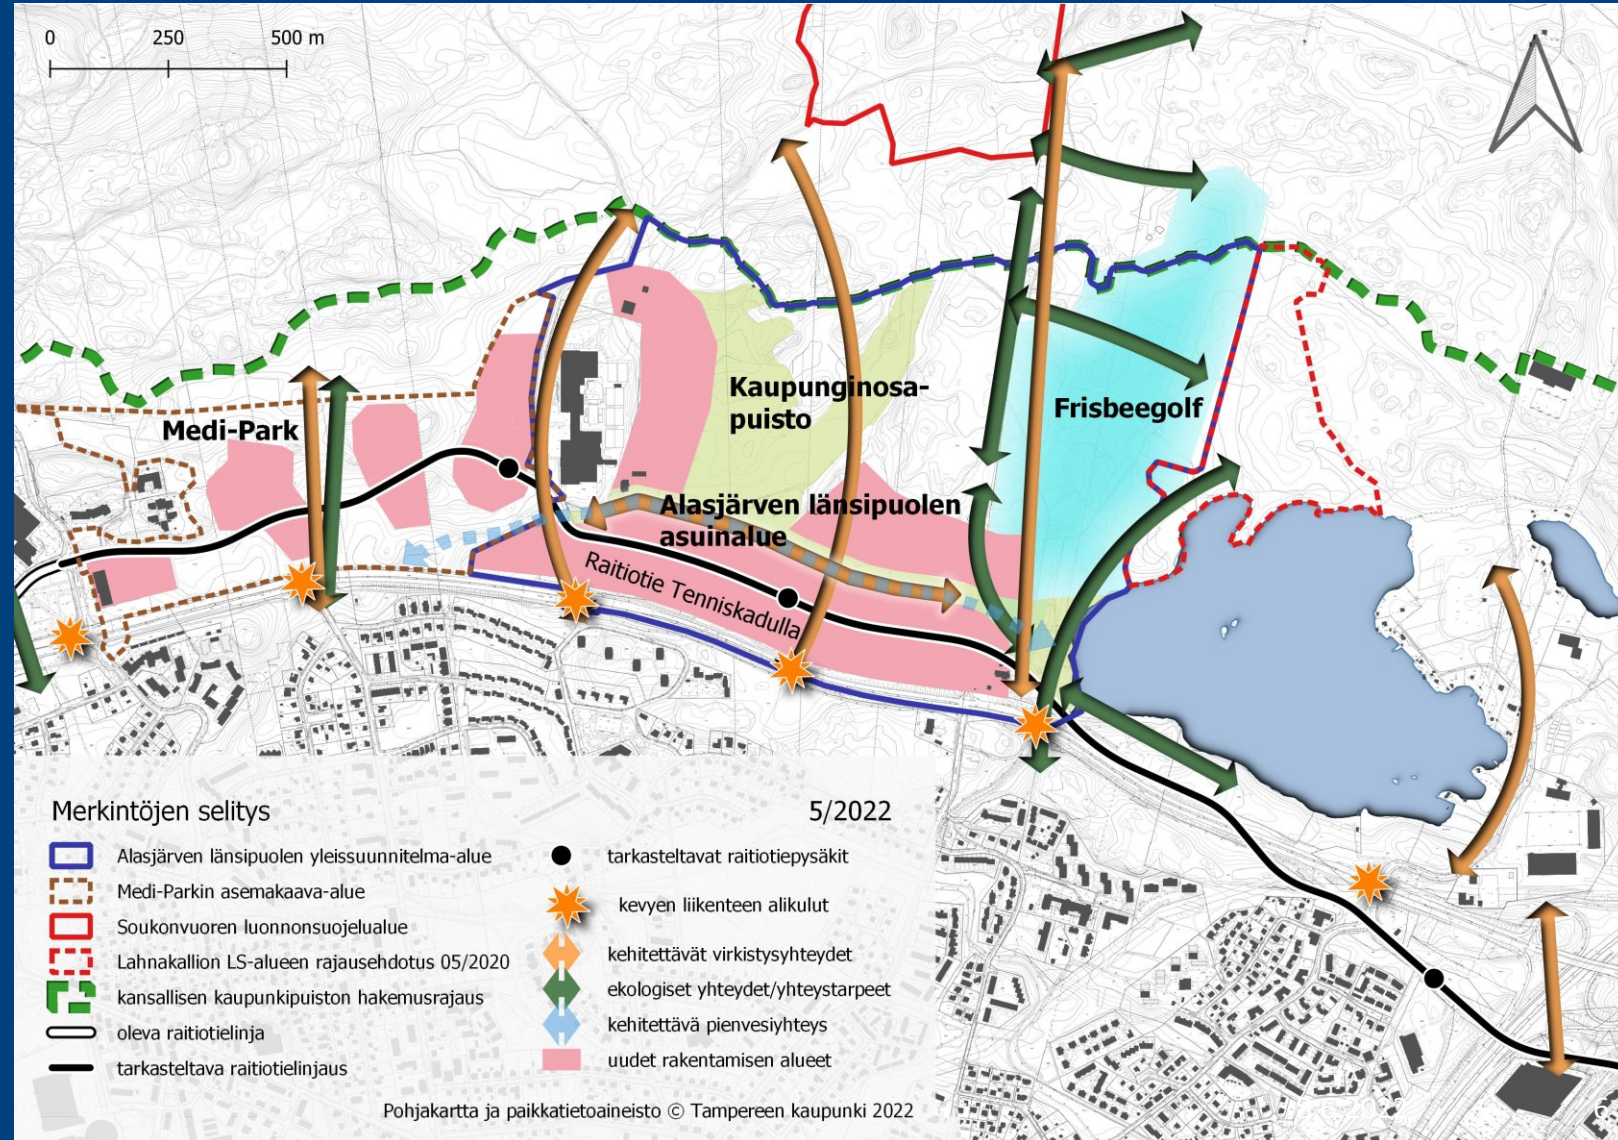 0 250 500 m
Medi-Park
Kaupunginosa-
puisto
Frisbeegolf
Alasjärven länsipuolen
asuinalue
Raitiotie Tenniskadulla
Merkintöjen selitys
5/2022
Alasjärven länsipuolen yleissuunnitelma-alue
Medi-Parkin asemakaava-alue
Soukonvuoren luonnonsuojelualue
Lahnakallion LS-alueen rajausehdotus 05/2020
kansallisen kaupunkipuiston hakemusrajaus
oleva raitiotielinja
tarkasteltava raitiotielinjaus
tarkasteltavat raitiotiepysäkit
kevyen liikenteen alikulut
kehitettävät virkistysyhteydet
ekologiset yhteydet/yhteystarpeet
kehitettävä pienvesiyhteys
uudet rakentamisen alueet
Pohjakartta ja paikkatietoaineisto © Tampereen kaupunki 2022